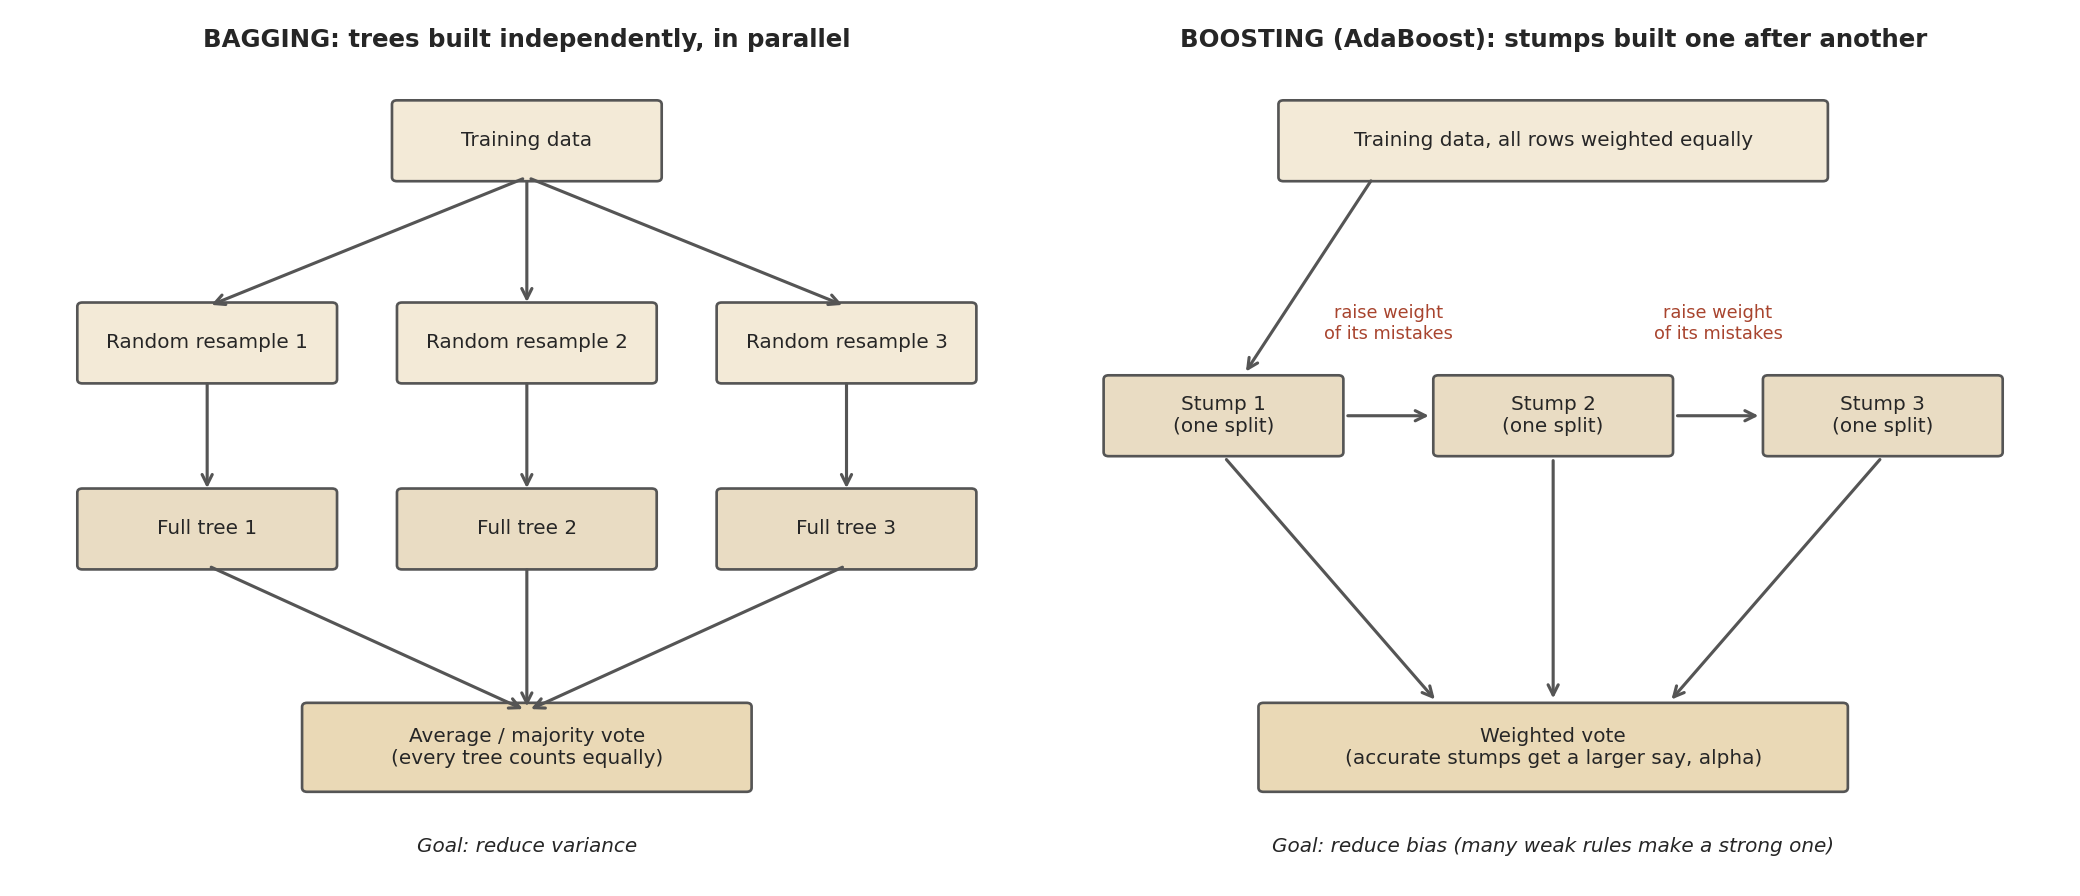 BAGGING: trees built independently, in parallel
Training data
Random resample 1
Random resample 2
Random resample 3
Full tree 1
Full tree 2
Full tree 3
Average / majority vote
(every tree counts equally)
Goal: reduce variance
BOOSTING (AdaBoost): stumps built one after another
Training data, all rows weighted equally
raise weight
of its mistakes
raise weight
of its mistakes
Stump 1
(one split)
Stump 2
(one split)
Stump 3
(one split)
Weighted vote
(accurate stumps get a larger say, alpha)
Goal: reduce bias (many weak rules make a strong one)